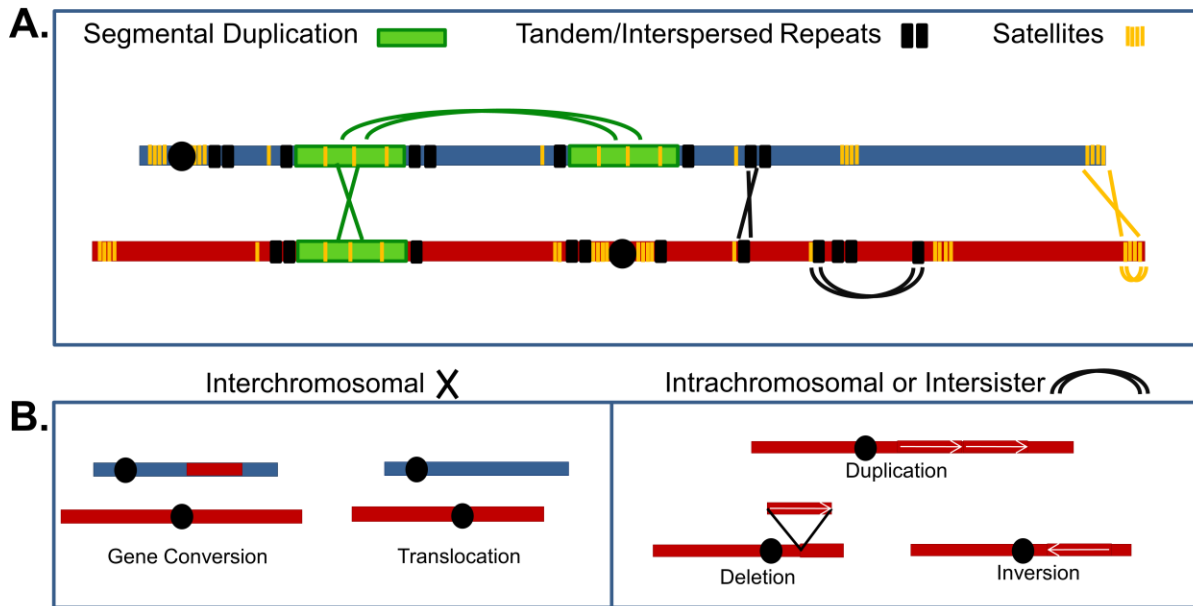 A.
Segmental Duplication
Tandem/Interspersed Repeats
Satellites
Interchromosomal X
Intrachromosomal or Intersister
B.
Gene Conversion
Translocation
Duplication
Deletion
Inversion